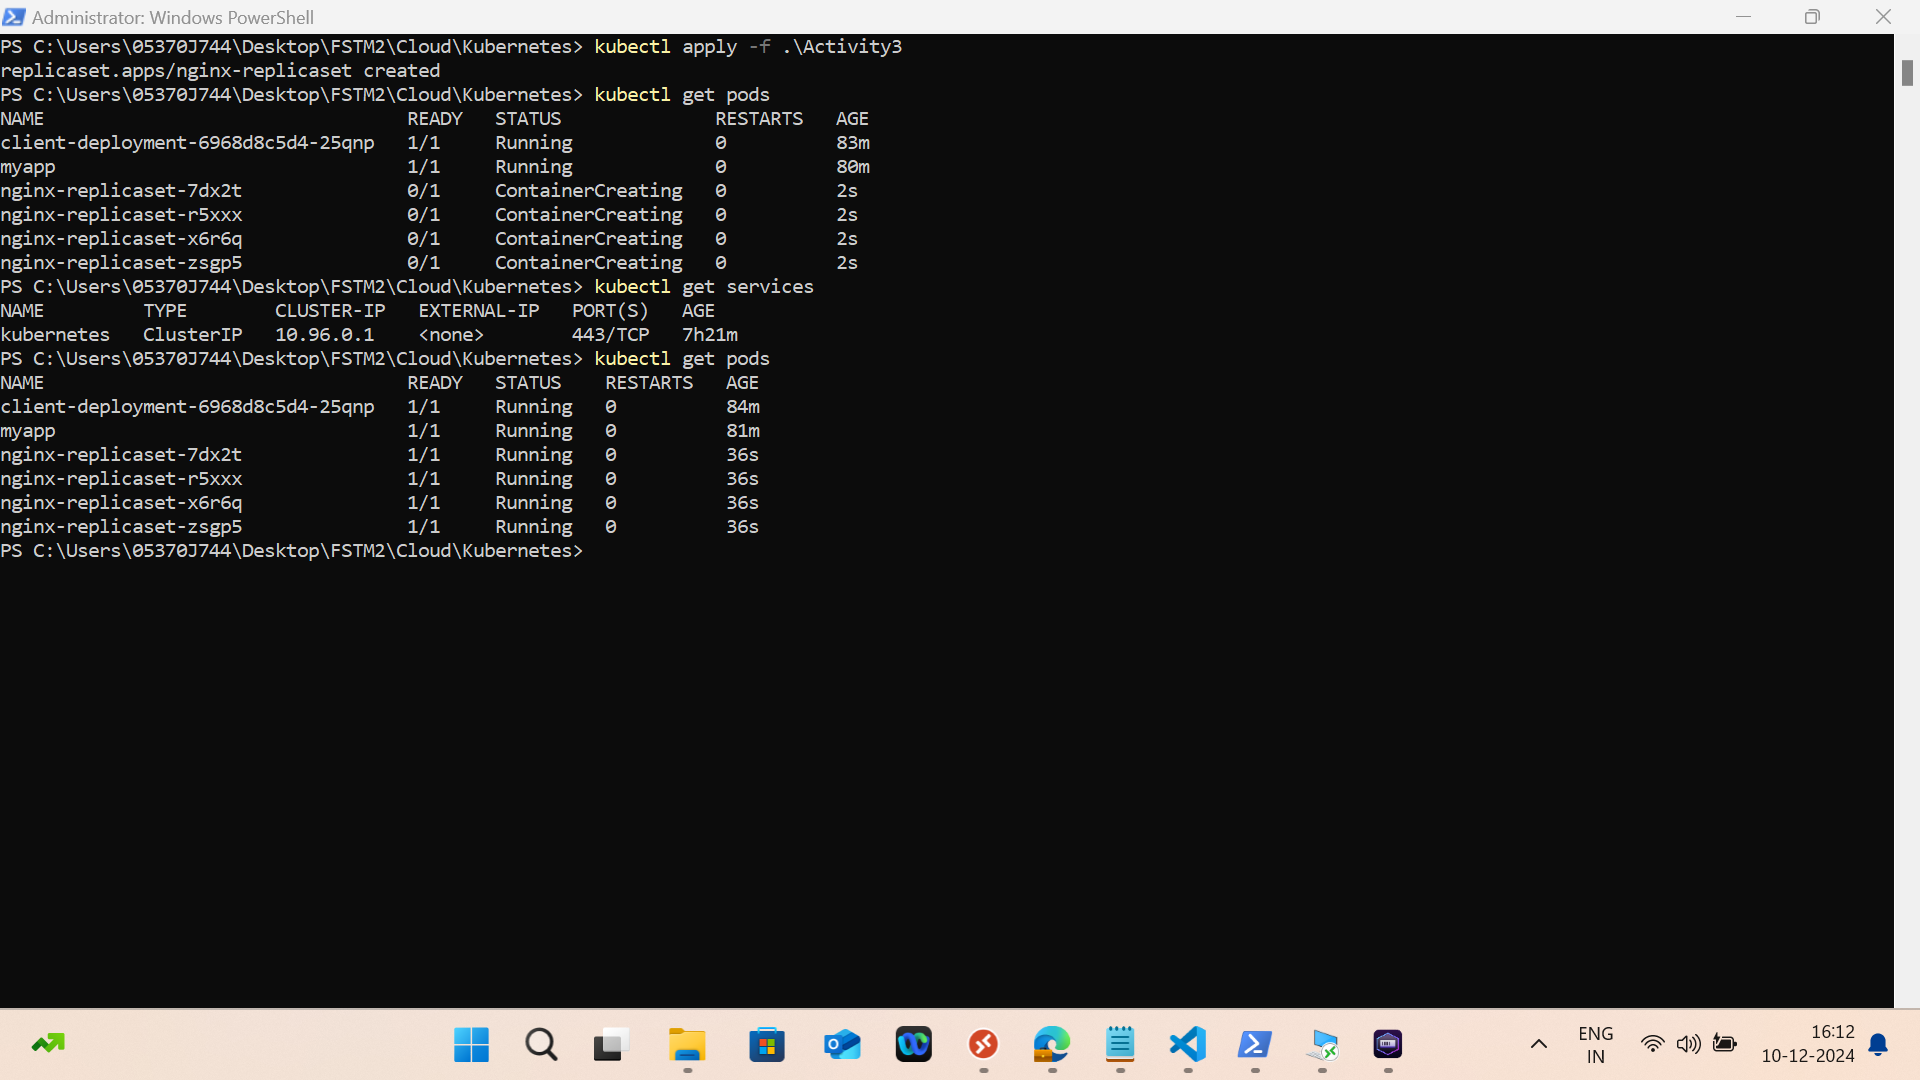 Administrator: Windows PowerShell
PS C:\Users\05370J744\Desktop\FSTM2\Cloud\Kubernetes> kubectl apply -f .\Activity3
replicaset.apps/nginx-replicaset created
PS C:\Users\05370J744\Desktop\FSTM2\Cloud\Kubernetes> kubectl get pods
NAME READY STATUS RESTARTS AGE
client-deployment-6968d8c5d4-25qnp 1/1 Running 0 83m
myapp 1/1 Running 0 80m
nginx-replicaset-7dx2t 0/1 ContainerCreating 0 2s
nginx-replicaset-r5xxx 0/1 ContainerCreating 0 2s
nginx-replicaset-x6r6q 0/1 ContainerCreating 0 2s
nginx-replicaset-zsgp5 0/1 ContainerCreating 0 2s
PS C:\Users\05370J744\Desktop\FSTM2\Cloud\Kubernetes> kubectl get services
NAME TYPE CLUSTER-IP EXTERNAL-IP PORT(S) AGE
kubernetes ClusterIP 10.96.0.1 <none> 443/TCP 7h21m
PS C:\Users\05370J744\Desktop\FSTM2\Cloud\Kubernetes> kubectl get pods
NAME READY STATUS RESTARTS AGE
client-deployment-6968d8c5d4-25qnp 1/1 Running 0 84m
myapp 1/1 Running 0 81m
nginx-replicaset-7dx2t 1/1 Running 0 36s
nginx-replicaset-r5xxx 1/1 Running 0 36s
nginx-replicaset-x6r6q 1/1 Running 0 36s
nginx-replicaset-zsgp5 1/1 Running 0 36s
PS C:\Users\05370J744\Desktop\FSTM2\Cloud\Kubernetes>
ENG
IN
16:12
10-12-2024